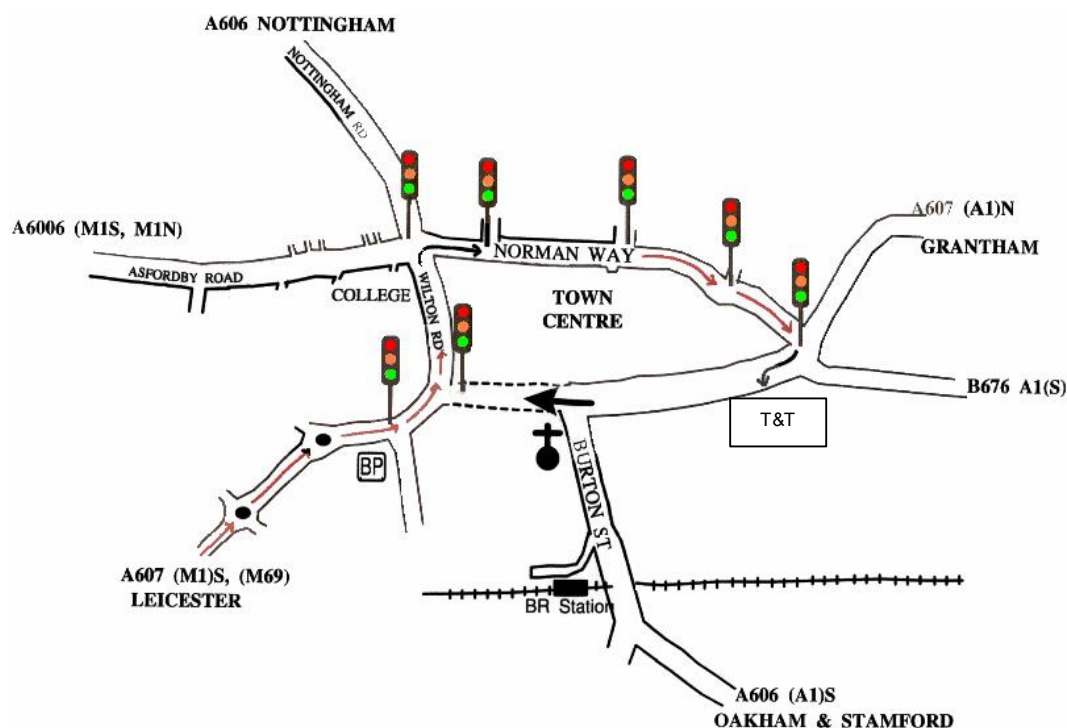 A606 NOTTINGHAM
NOTTINGHAM RD
A6006 (M1S, M1N)
ASFORDBY ROAD
COLLEGE
WILTON RD
NORMAN WAY
TOWN
CENTRE
A607 (A1)N
GRANTHAM
B676 A1(S)
T&T
BP
BURTON ST
A607 (M1)S, (M69)
LEICESTER
BR Station
A606 (A1)S
OAKHAM & STAMFORD